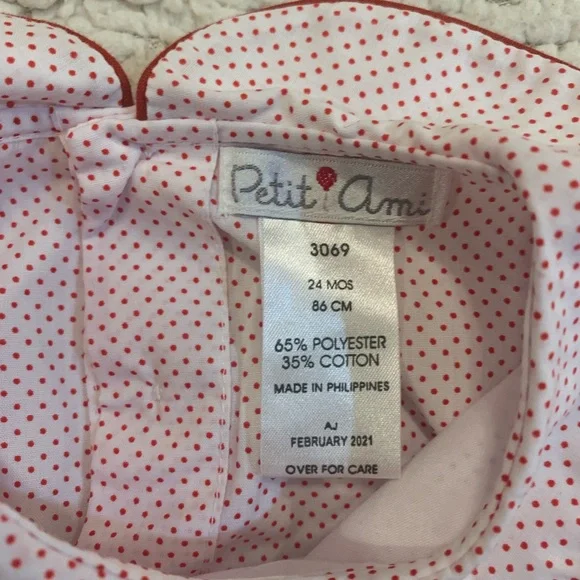 Petit Ami
3069
24 MOS
86 CM
65% POLYESTER
35% COTTON
MADE IN PHILIPPINES
AJ
FEBRUARY 2021
OVER FOR CARE